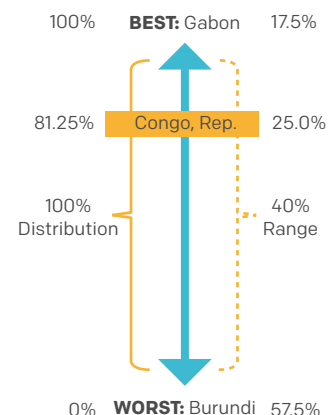 100% BEST: Gabon 17.5%
81.25% Congo, Rep. 25.0%
100% 40%
Distribution Range
0% WORST: Burundi 57.5%